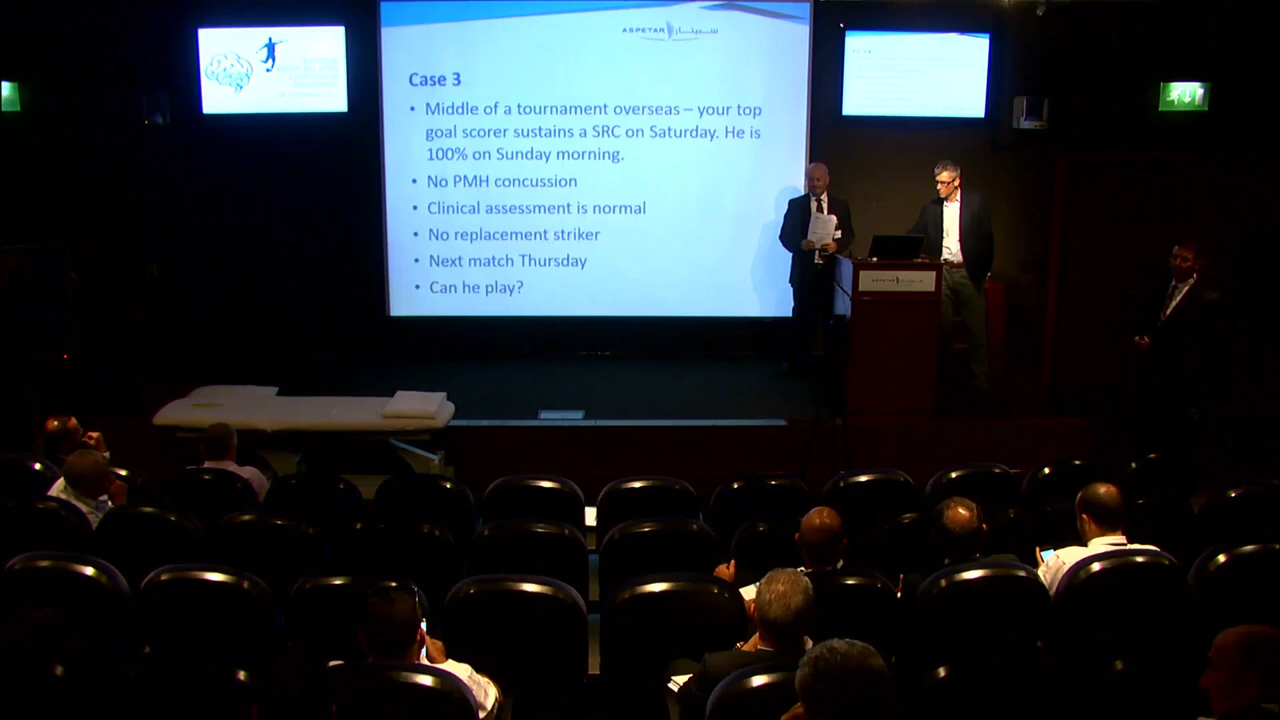 ASPETAR سبيتار
Case 3
• Middle of a tournament overseas – your top
goal scorer sustains a SRC on Saturday. He is
100% on Sunday morning.
• No PMH concussion
• Clinical assessment is normal
• No replacement striker
• Next match Thursday
• Can he play?